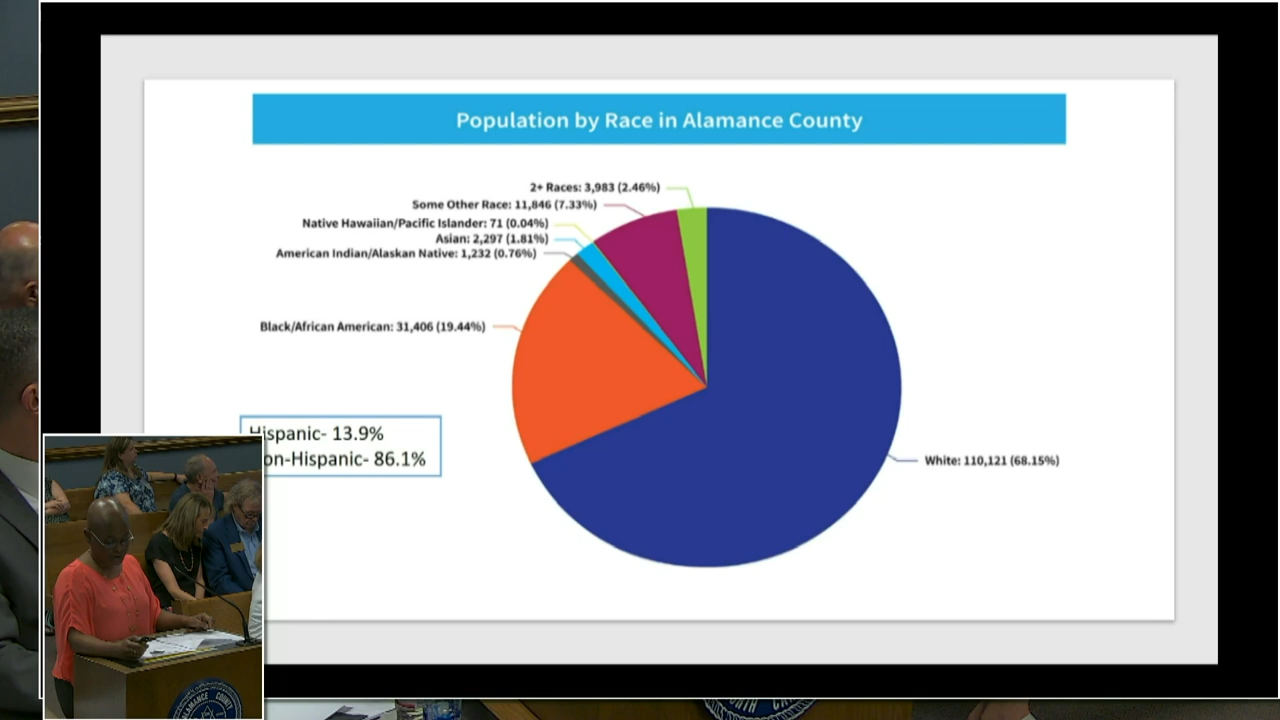 Population by Race in Alamance County
2+ Races: 3,983 (2.46%)
Some Other Race: 11,846 (7.33%)
Native Hawaiian/Pacific Islander: 71 (0.04%)
Asian: 2,297 (1.81%)
American Indian/Alaskan Native: 1,232 (0.76%)
Black/African American: 31,406 (19.44%)
Hispanic- 13.9%
on-Hispanic- 86.1%
White: 110,121 (68.15%)
ALAMANCE COUNTY